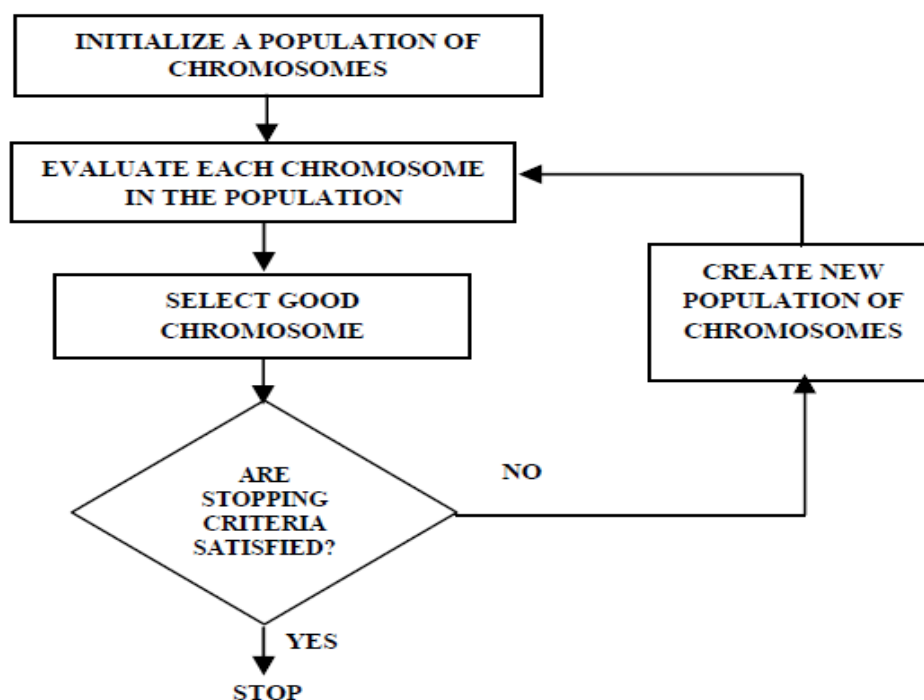 INITIALIZE A POPULATION OF
CHROMOSOMES
EVALUATE EACH CHROMOSOME
IN THE POPULATION
SELECT GOOD
CHROMOSOME
CREATE NEW
POPULATION OF
CHROMOSOMES
ARE
STOPPING
CRITERIA
SATISFIED?
NO
YES
STOP